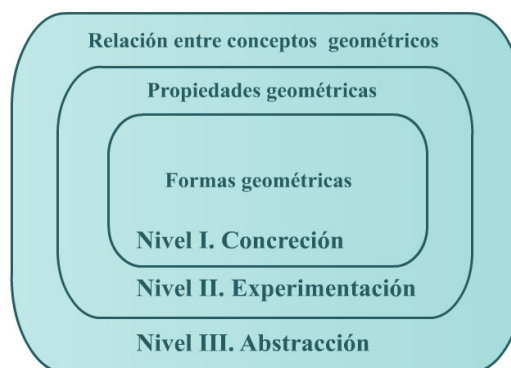 Relación entre conceptos geométricos
Propiedades geométricas
Formas geométricas
Nivel I. Concreción
Nivel II. Experimentación
Nivel III. Abstracción